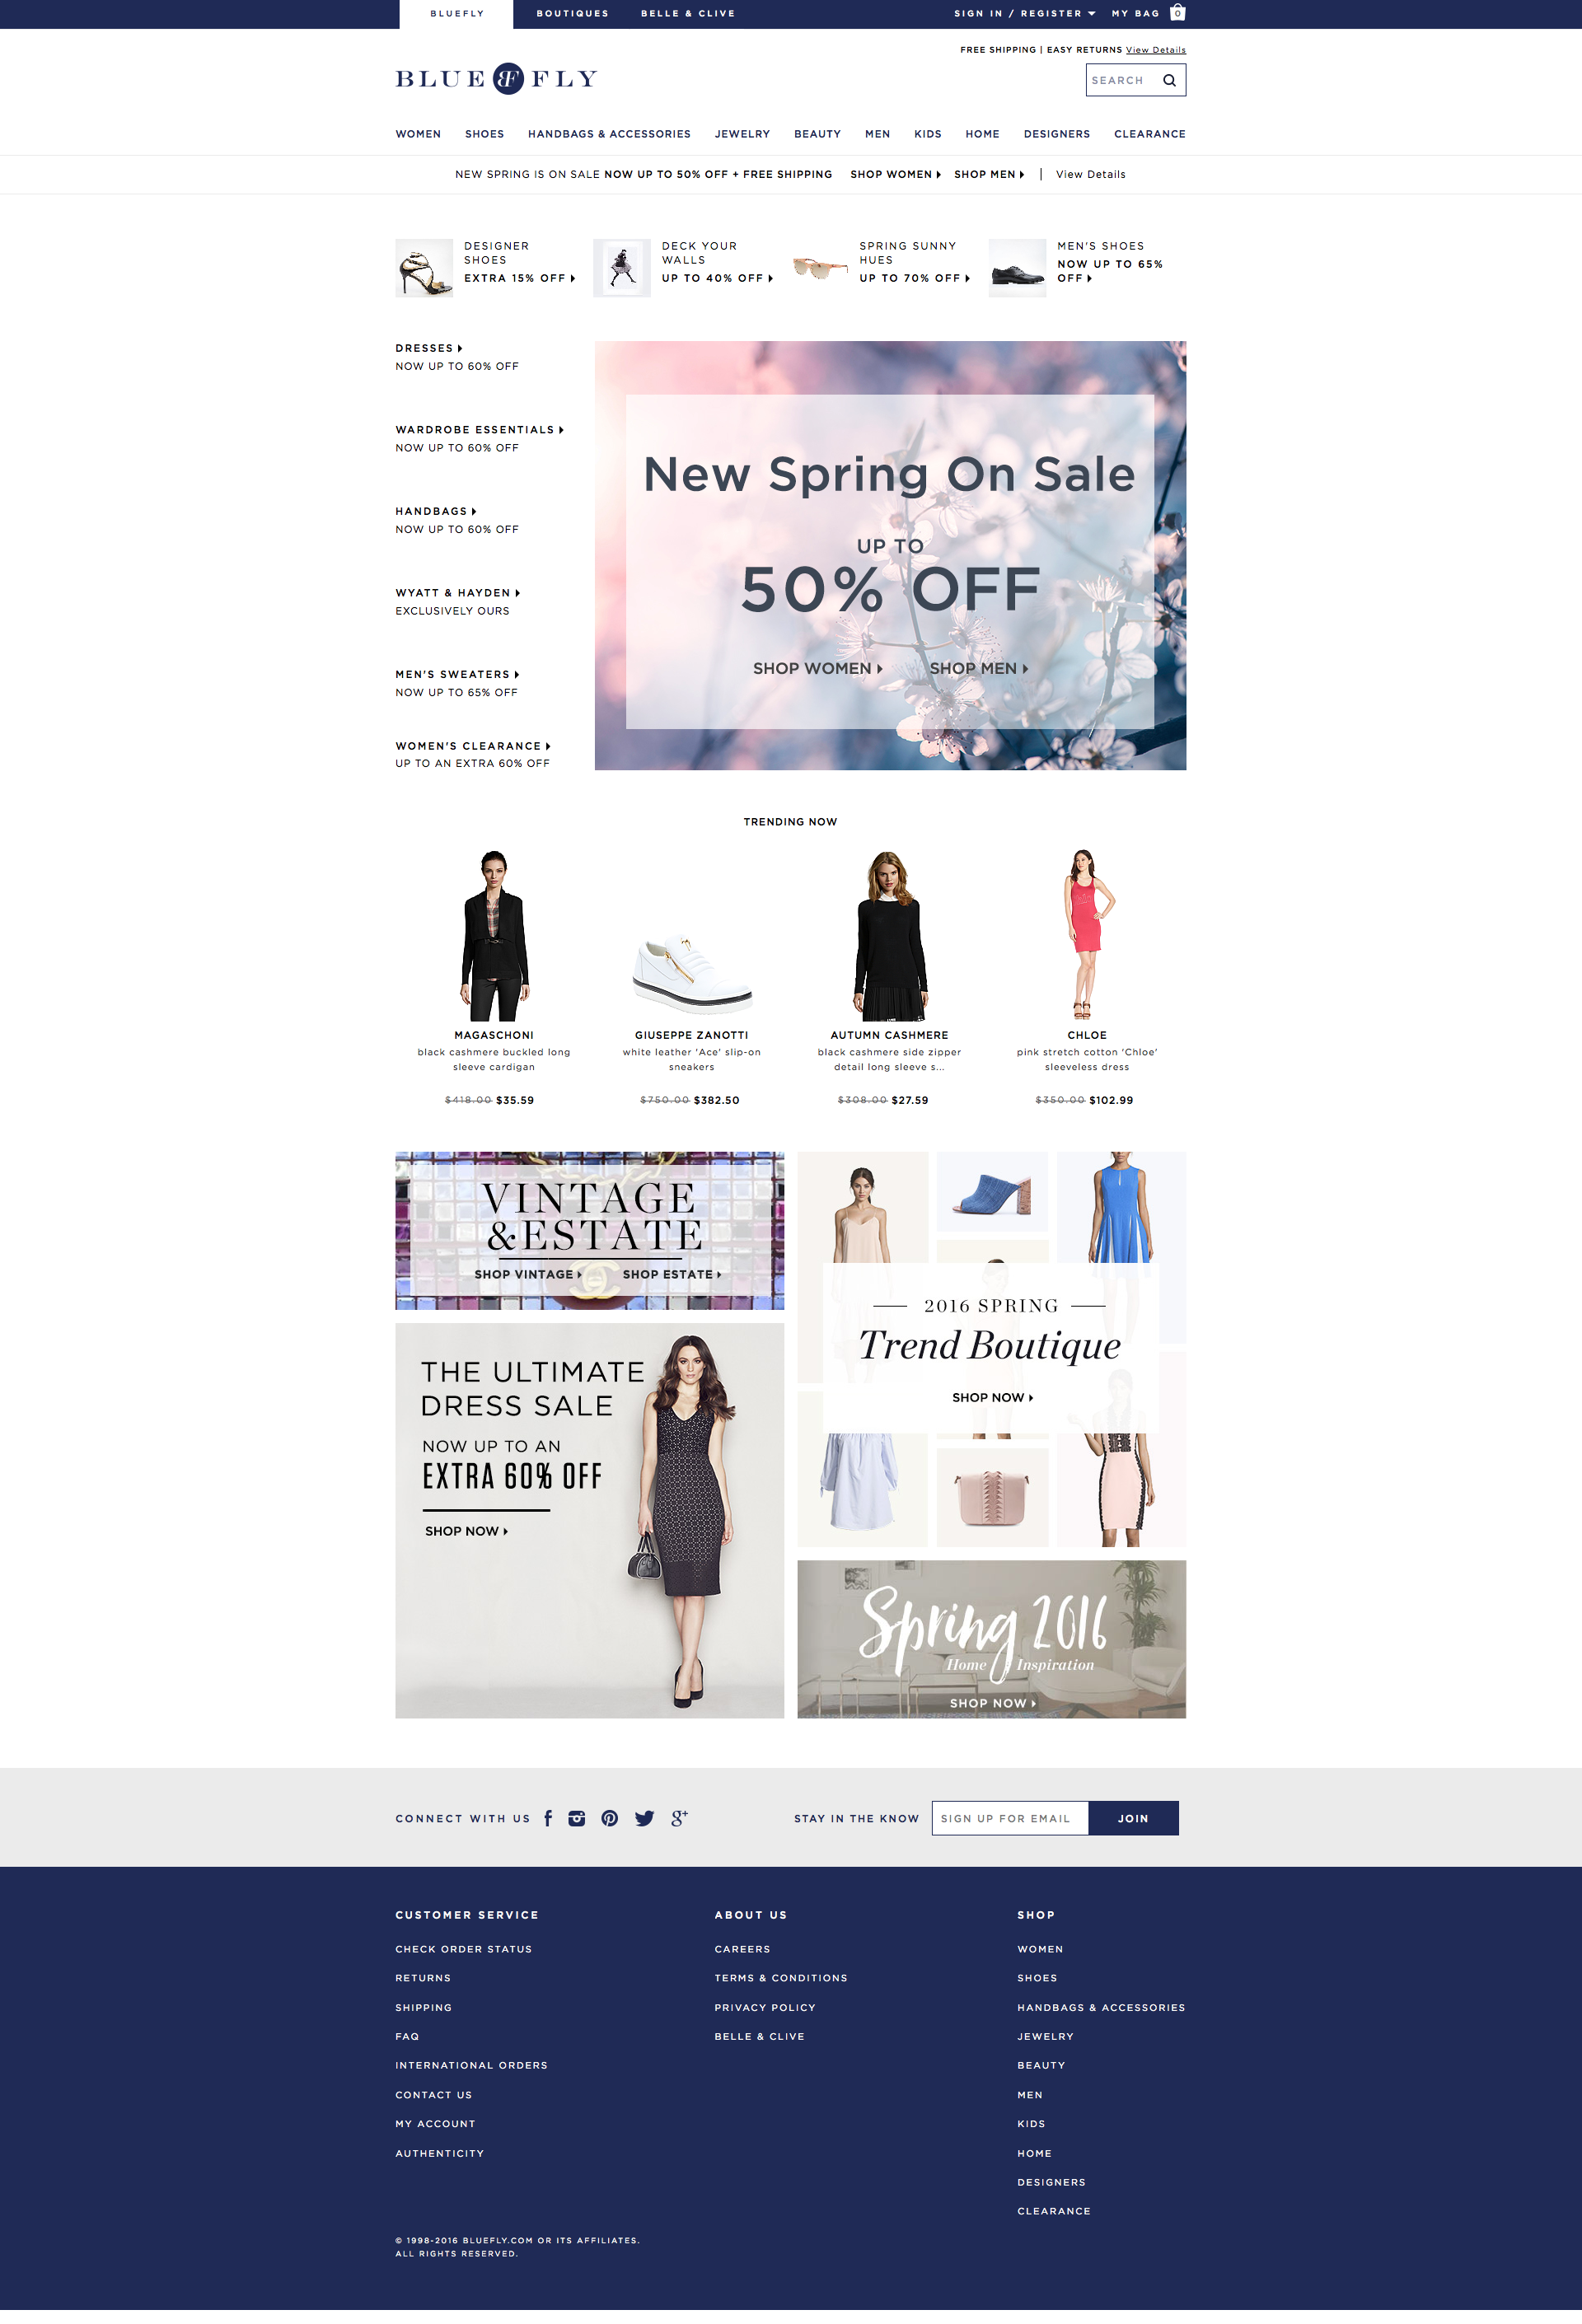 BLUEFLY BOUTIQUES BELLE & CLIVE SIGN IN / REGISTER MY BAG 0
FREE SHIPPING | EASY RETURNS View Details
BLUE BF FLY
SEARCH
WOMEN SHOES HANDBAGS & ACCESSORIES JEWELRY BEAUTY MEN KIDS HOME DESIGNERS CLEARANCE
NEW SPRING IS ON SALE NOW UP TO 50% OFF + FREE SHIPPING SHOP WOMEN SHOP MEN | View Details
DESIGNER
SHOES
EXTRA 15% OFF
DECK YOUR
WALLS
UP TO 40% OFF
SPRING SUNNY
HUES
UP TO 70% OFF
MEN'S SHOES
NOW UP TO 65%
OFF
DRESSES
NOW UP TO 60% OFF
WARDROBE ESSENTIALS
NOW UP TO 60% OFF
HANDBAGS
NOW UP TO 60% OFF
WYATT & HAYDEN
EXCLUSIVELY OURS
MEN'S SWEATERS
NOW UP TO 65% OFF
WOMEN'S CLEARANCE
UP TO AN EXTRA 60% OFF
New Spring On Sale
UP TO
50% OFF
SHOP WOMEN SHOP MEN
TRENDING NOW
MAGASCHONI
black cashmere buckled long
sleeve cardigan
$418.00 $35.59
GIUSEPPE ZANOTTI
white leather 'Ace' slip-on
sneakers
$750.00 $382.50
AUTUMN CASHMERE
black cashmere side zipper
detail long sleeve s...
$308.00 $27.59
CHLOE
pink stretch cotton 'Chloe'
sleeveless dress
$350.00 $102.99
VINTAGE
&ESTATE
SHOP VINTAGE SHOP ESTATE
THE ULTIMATE
DRESS SALE
NOW UP TO AN
EXTRA 60% OFF
SHOP NOW
2016 SPRING
Trend Boutique
SHOP NOW
Spring 2016
Home Inspiration
SHOP NOW
CONNECT WITH US f g+
STAY IN THE KNOW SIGN UP FOR EMAIL JOIN
CUSTOMER SERVICE
CHECK ORDER STATUS
RETURNS
SHIPPING
FAQ
INTERNATIONAL ORDERS
CONTACT US
MY ACCOUNT
AUTHENTICITY
ABOUT US
CAREERS
TERMS & CONDITIONS
PRIVACY POLICY
BELLE & CLIVE
SHOP
WOMEN
SHOES
HANDBAGS & ACCESSORIES
JEWELRY
BEAUTY
MEN
KIDS
HOME
DESIGNERS
CLEARANCE
© 1998-2016 BLUEFLY.COM OR ITS AFFILIATES.
ALL RIGHTS RESERVED.